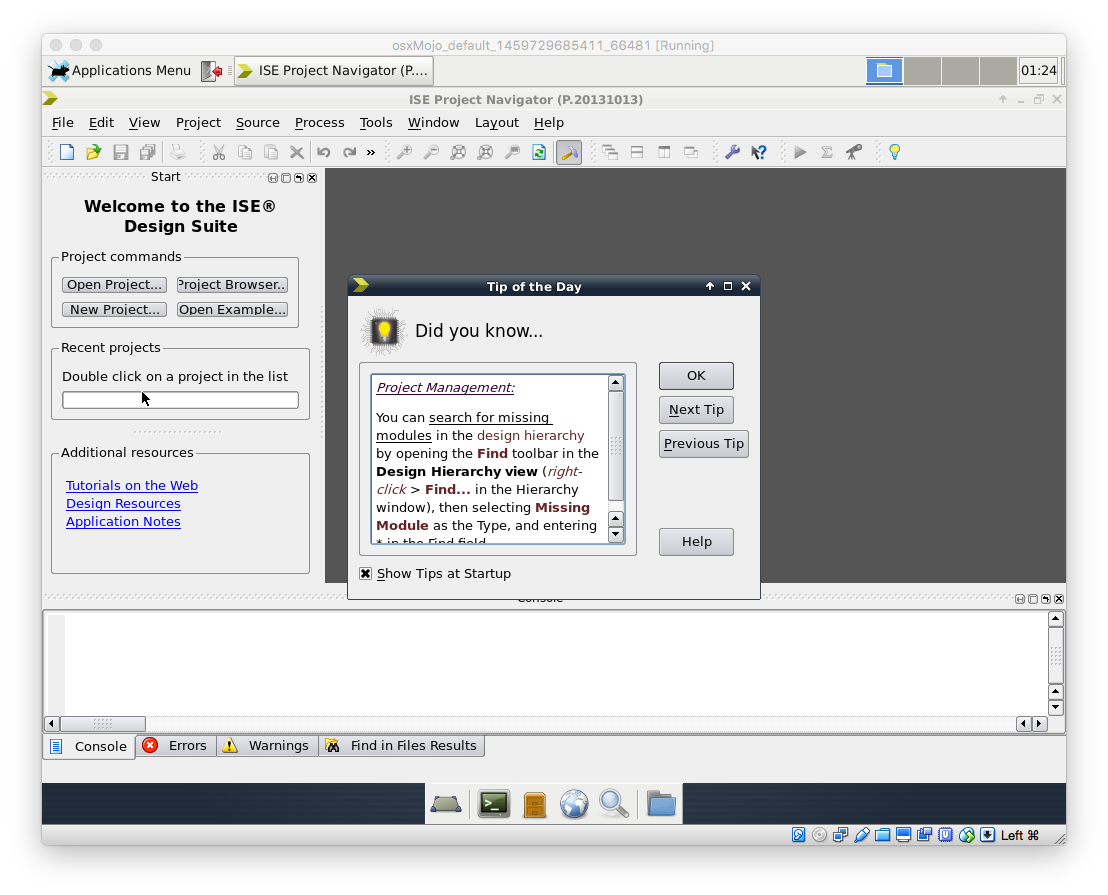 osxMojo_default_1459729685411_66481 [Running]
Applications Menu
ISE Project Navigator (P....
01:24
ISE Project Navigator (P.20131013)
File Edit View Project Source Process Tools Window Layout Help
»
Start
Welcome to the ISE®
Design Suite
Project commands
Open Project...
Project Browser..
New Project...
Open Example...
Recent projects
Double click on a project in the list
Additional resources
Tutorials on the Web
Design Resources
Application Notes
Tip of the Day
Did you know...
Project Management:
You can search for missing
modules in the design hierarchy
by opening the Find toolbar in the
Design Hierarchy view (right-
click > Find... in the Hierarchy
window), then selecting Missing
Module as the Type, and entering
* in the Find field
OK
Next Tip
Previous Tip
Help
Show Tips at Startup
Console
Console
Errors
Warnings
Find in Files Results
Left ⌘